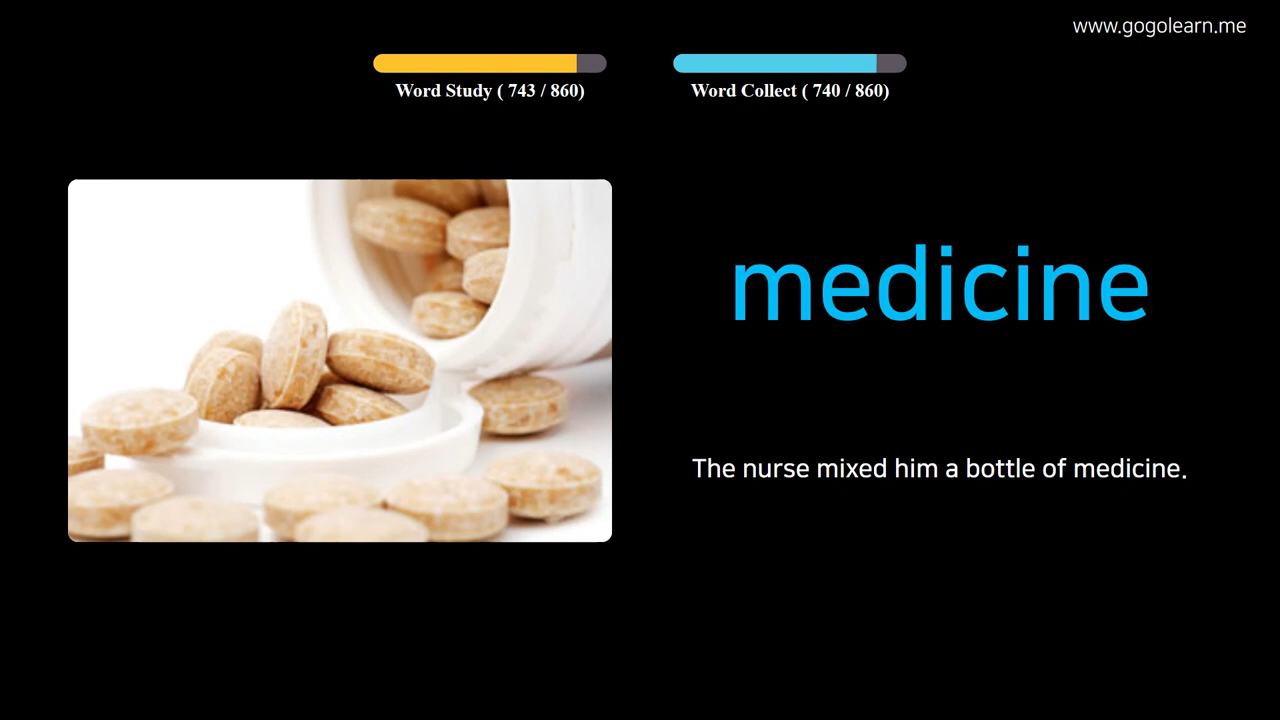 www.gogolearn.me
Word Study ( 743 / 860)
Word Collect ( 740 / 860)
medicine
The nurse mixed him a bottle of medicine.